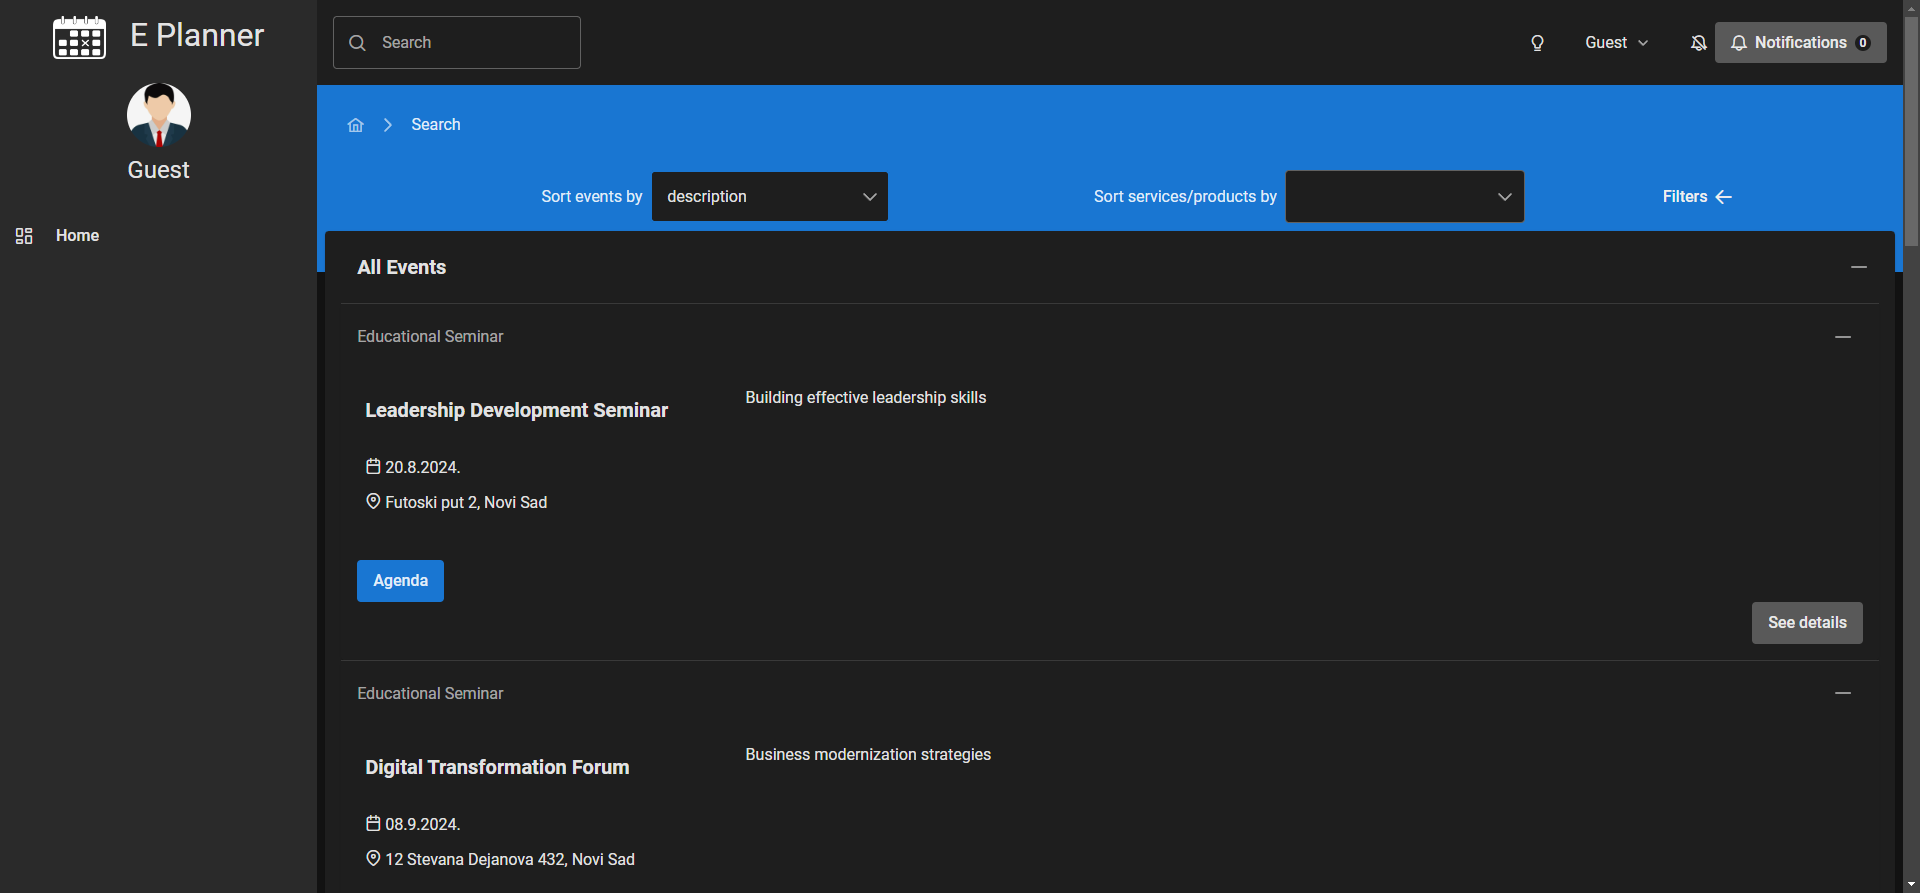 E Planner
Guest
Home
Search
Guest
Notifications 0
Search
Sort events by description
Sort services/products by
Filters
All Events
Educational Seminar
Leadership Development Seminar
Building effective leadership skills
20.8.2024.
Futoski put 2, Novi Sad
Agenda
See details
Educational Seminar
Digital Transformation Forum
Business modernization strategies
08.9.2024.
12 Stevana Dejanova 432, Novi Sad